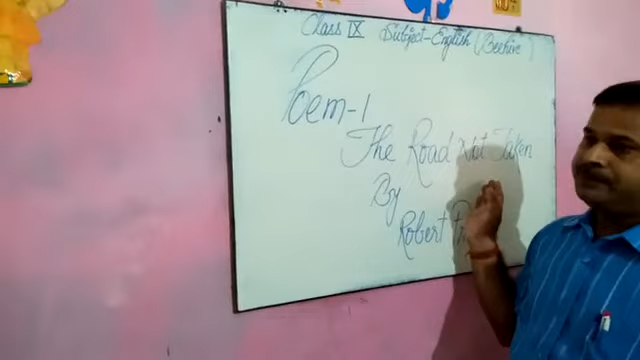 Class IX Subject-English (Beehive)
Poem-1
The Road Not Taken
By
Robert